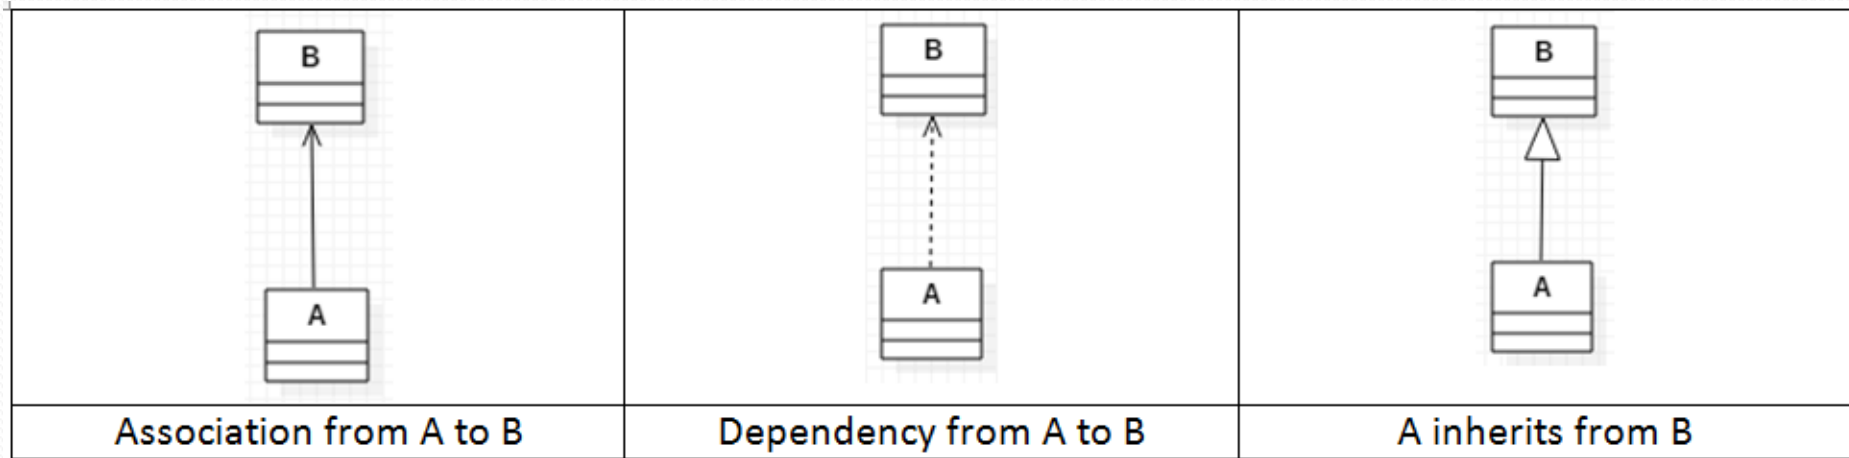 B
A
Association from A to B
B
A
Dependency from A to B
B
A
A inherits from B